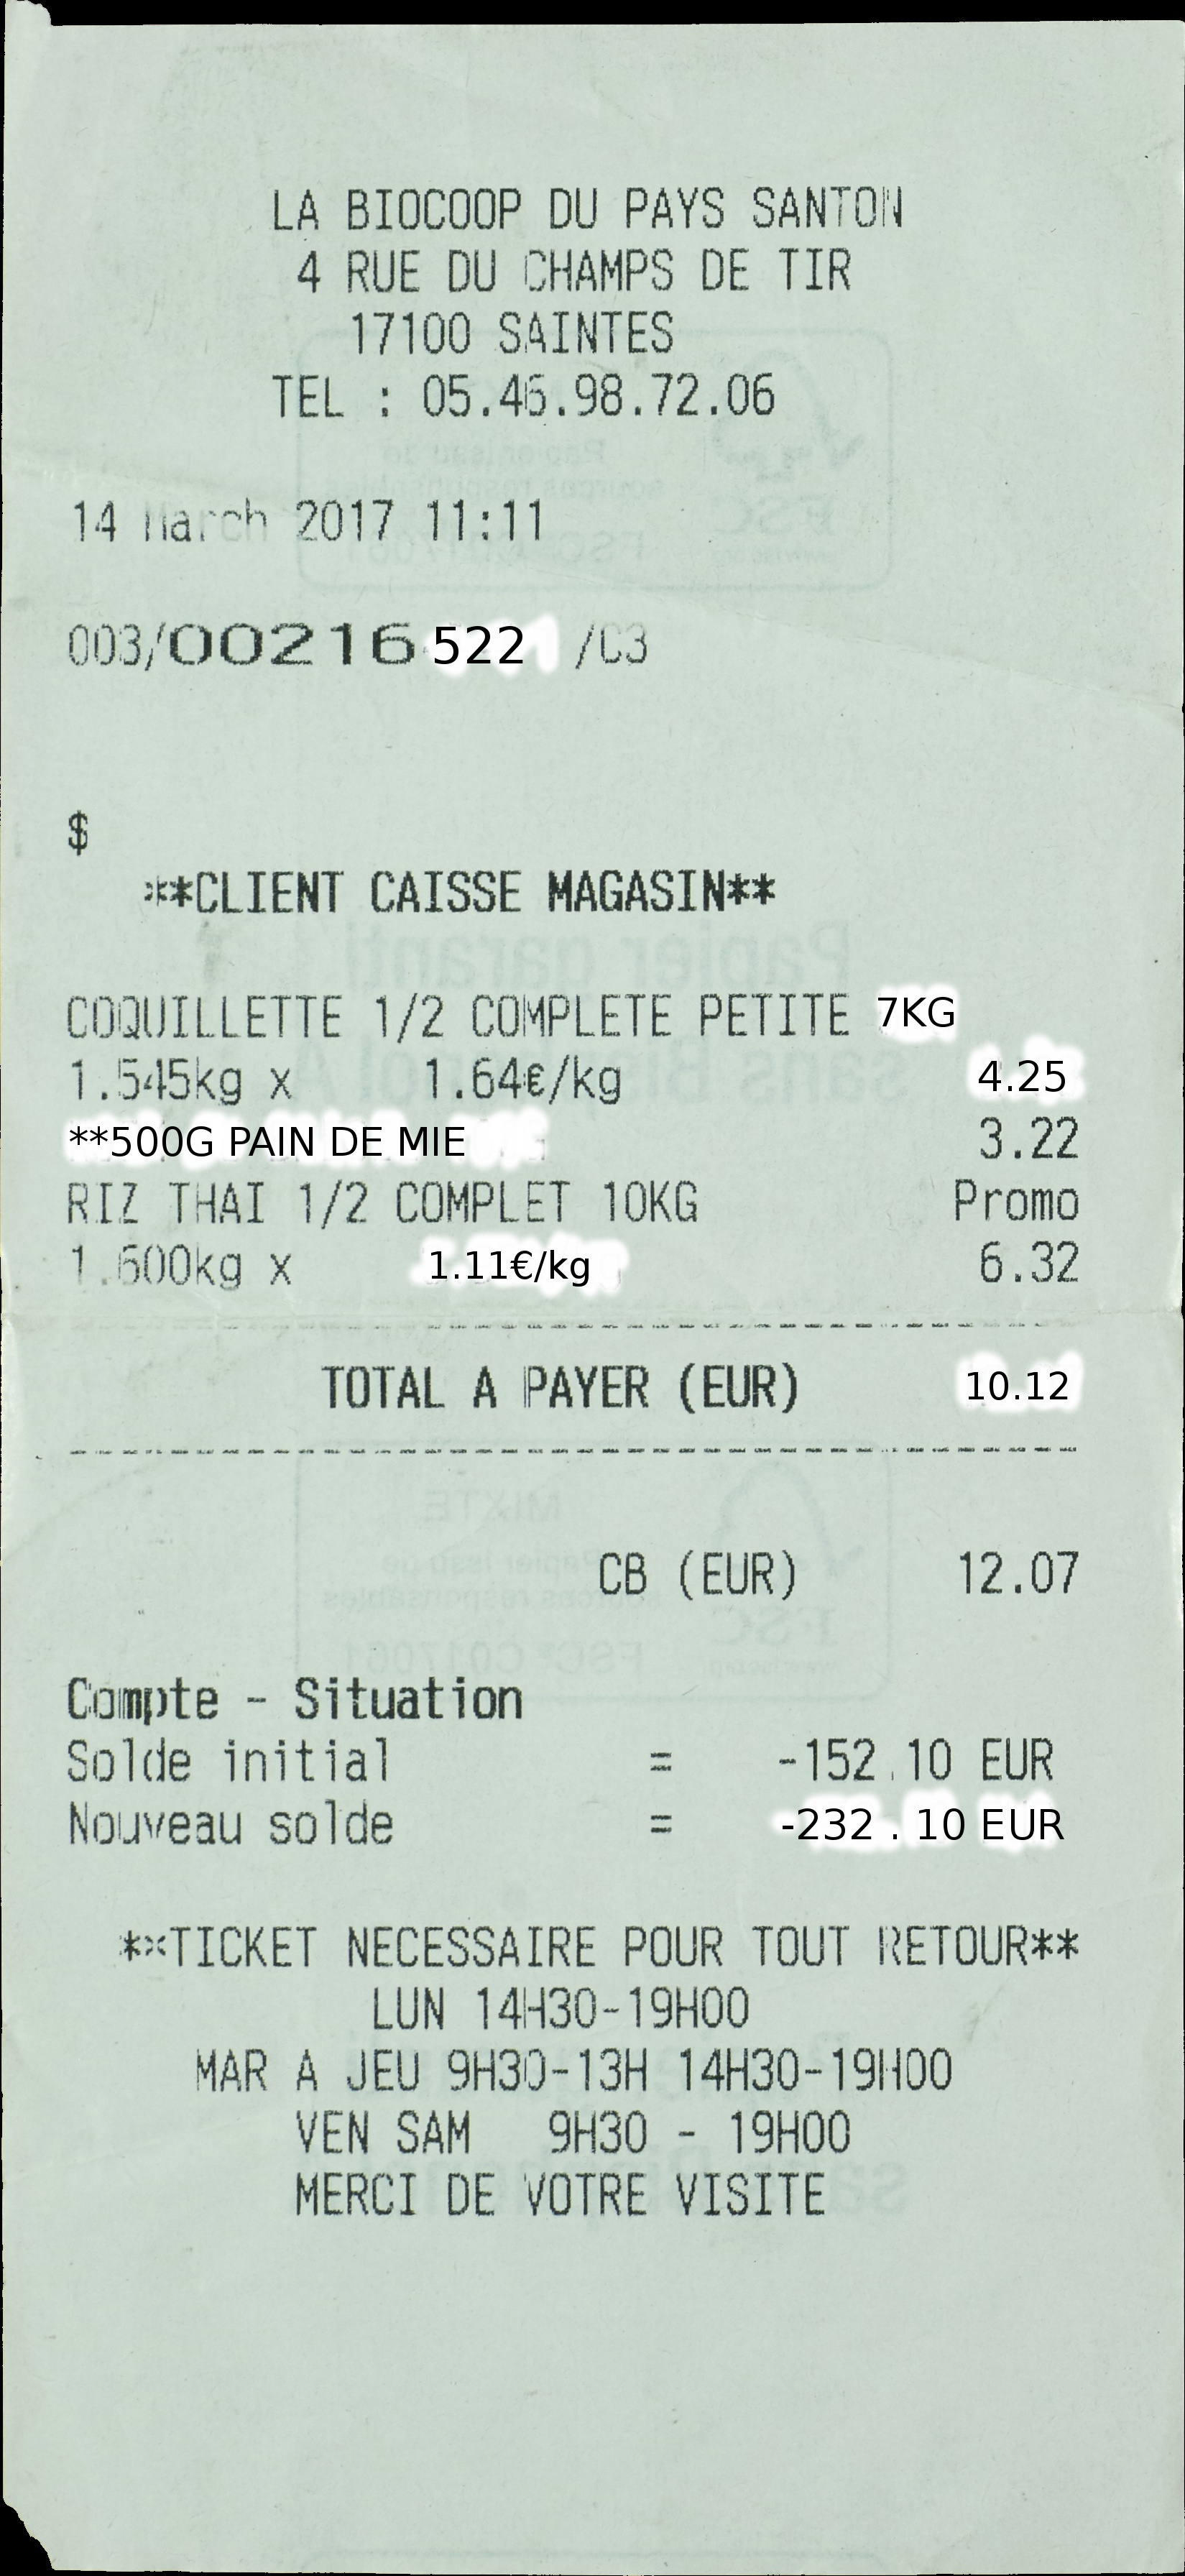 LA BIOCOOP DU PAYS SANTON
4 RUE DU CHAMPS DE TIR
17100 SAINTES
TEL : 05.46.98.72.06
14 March 2017 11:11
003/00216 522 /C3
$
**CLIENT CAISSE MAGASIN**
COQUILLETTE 1/2 COMPLETE PETITE 7KG
1.545kg x 1.64€/kg 4.25
**500G PAIN DE MIE 3.22
RIZ THAI 1/2 COMPLET 10KG Promo
1.600kg x 1.11€/kg 6.32
TOTAL A PAYER (EUR) 10.12
CB (EUR) 12.07
Compte - Situation
Solde initial = -152.10 EUR
Nouveau solde = -232 . 10 EUR
**TICKET NECESSAIRE POUR TOUT RETOUR**
LUN 14H30-19H00
MAR A JEU 9H30-13H 14H30-19H00
VEN SAM 9H30 - 19H00
MERCI DE VOTRE VISITE